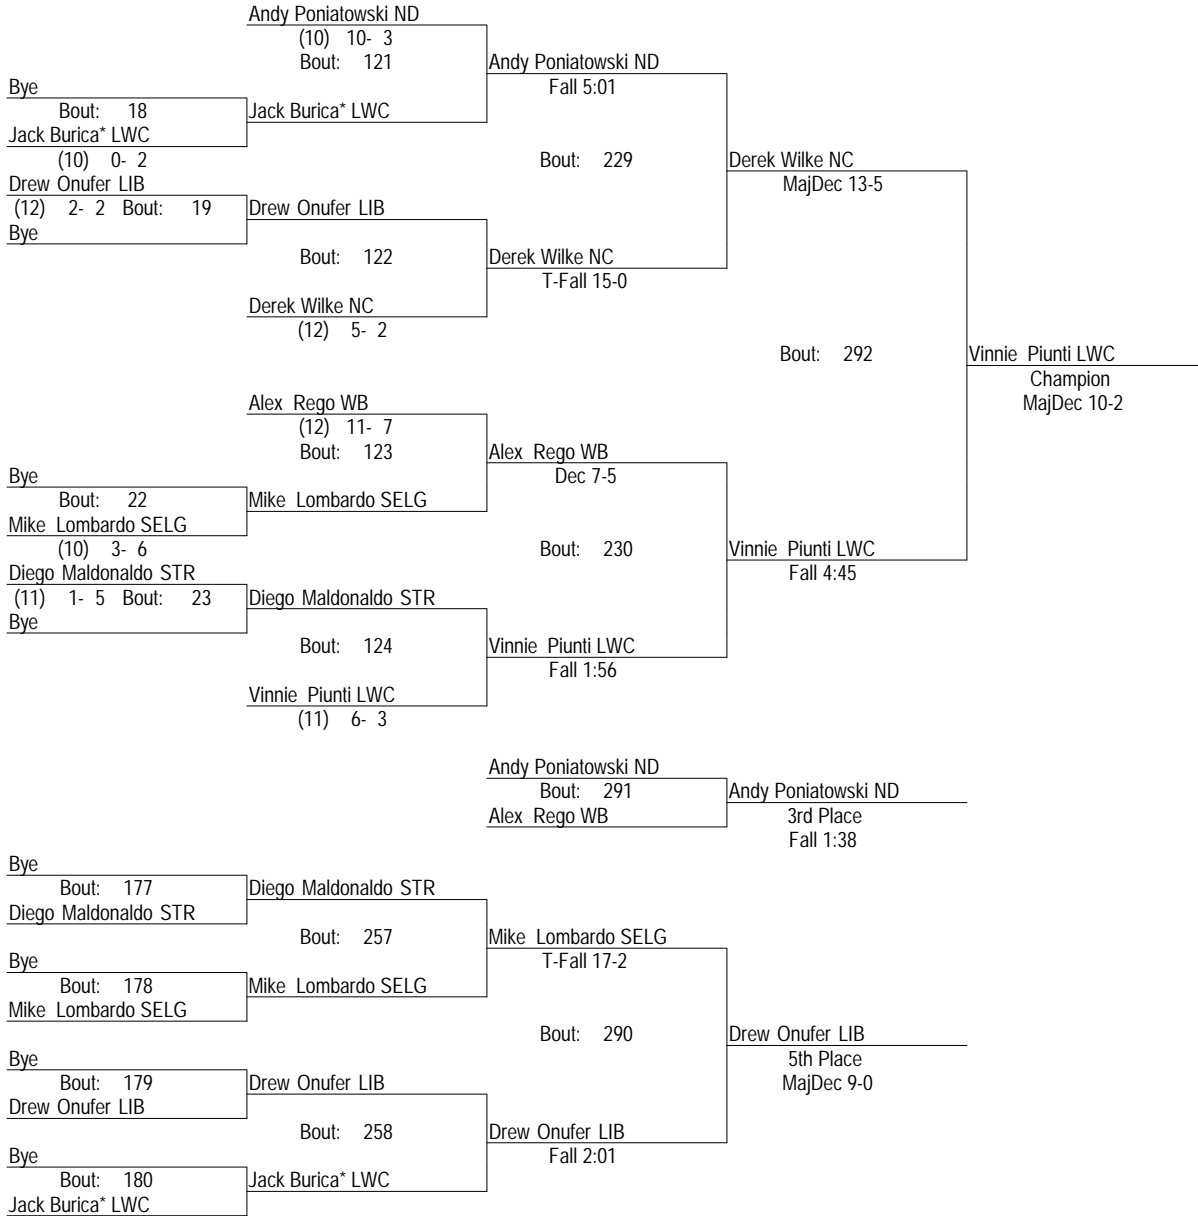 Andy Poniatowski ND
(10) 10- 3
Bout: 121
Andy Poniatowski ND
Fall 5:01
Bye
Bout: 18
Jack Burica* LWC
Jack Burica* LWC
(10) 0- 2
Bout: 229
Derek Wilke NC
MajDec 13-5
Drew Onufer LIB
(12) 2- 2 Bout: 19
Drew Onufer LIB
Bye
Bout: 122
Derek Wilke NC
T-Fall 15-0
Derek Wilke NC
(12) 5- 2
Bout: 292
Vinnie Piunti LWC
Champion
MajDec 10-2
Alex Rego WB
(12) 11- 7
Bout: 123
Alex Rego WB
Dec 7-5
Bye
Bout: 22
Mike Lombardo SELG
Mike Lombardo SELG
(10) 3- 6
Bout: 230
Vinnie Piunti LWC
Fall 4:45
Diego Maldonaldo STR
(11) 1- 5 Bout: 23
Diego Maldonaldo STR
Bye
Bout: 124
Vinnie Piunti LWC
Fall 1:56
Vinnie Piunti LWC
(11) 6- 3
Andy Poniatowski ND
Bout: 291
Andy Poniatowski ND
Alex Rego WB
3rd Place
Fall 1:38
Bye
Bout: 177
Diego Maldonaldo STR
Diego Maldonaldo STR
Bout: 257
Mike Lombardo SELG
T-Fall 17-2
Bye
Bout: 178
Mike Lombardo SELG
Mike Lombardo SELG
Bout: 290
Drew Onufer LIB
5th Place
MajDec 9-0
Bye
Bout: 179
Drew Onufer LIB
Drew Onufer LIB
Bout: 258
Drew Onufer LIB
Fall 2:01
Bye
Bout: 180
Jack Burica* LWC
Jack Burica* LWC